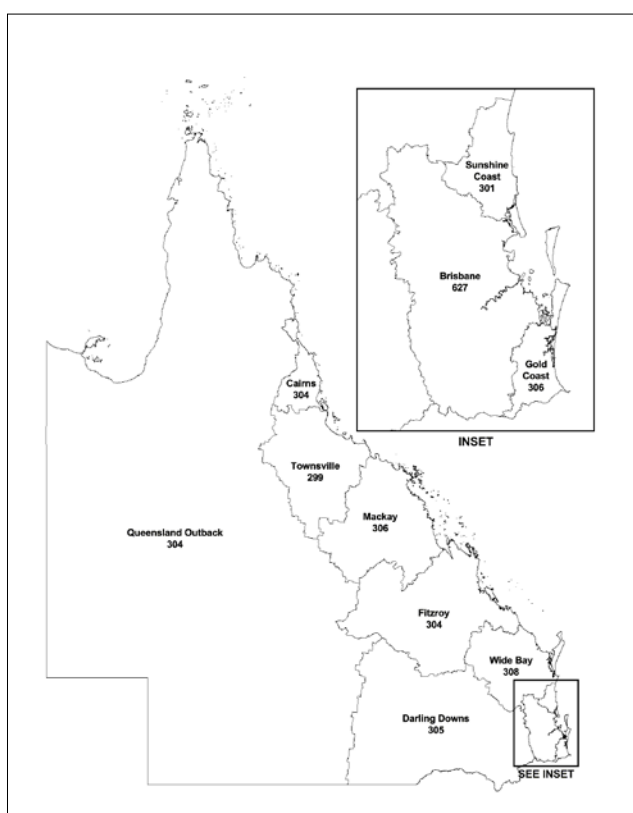 Sunshine
Coast
301
Brisbane
627
Gold
Coast
306
INSET
Cairns
304
Townsville
299
Mackay
306
Queensland Outback
304
Fitzroy
304
Wide Bay
308
Darling Downs
305
SEE INSET